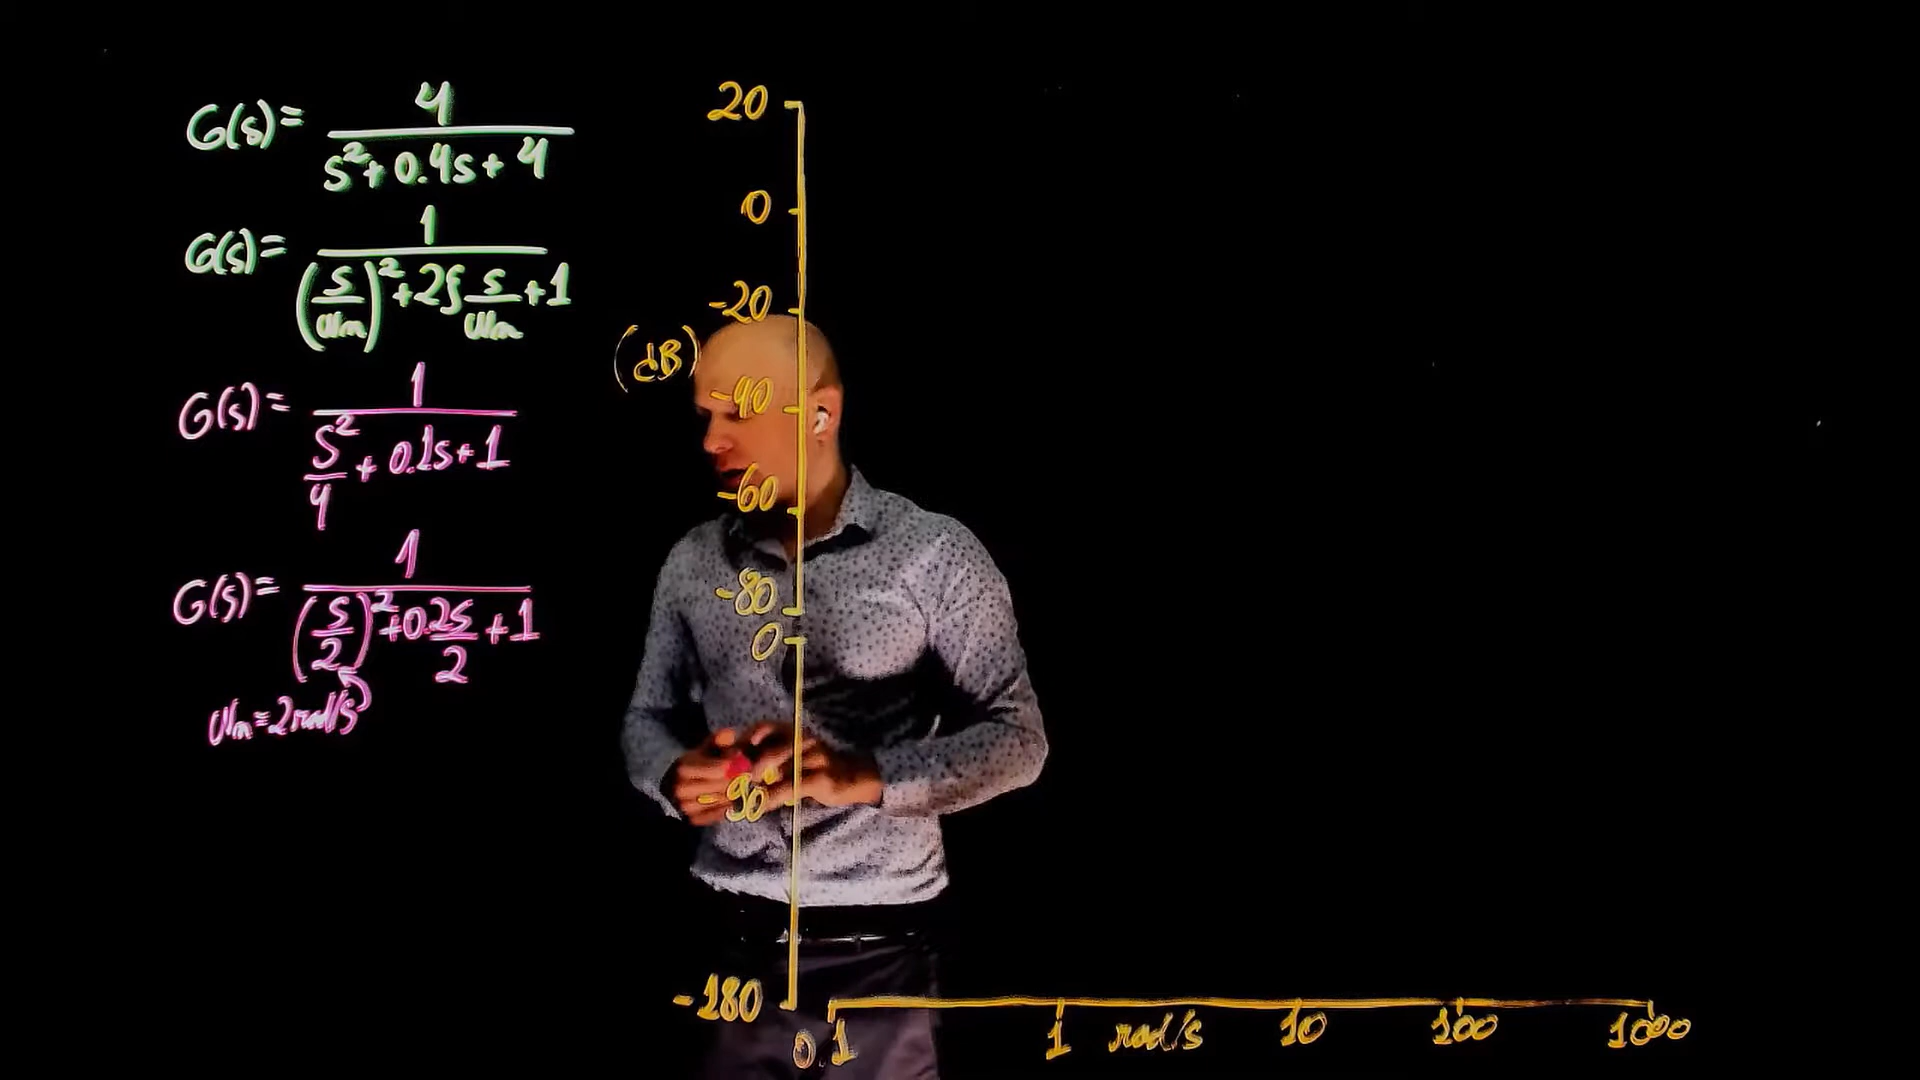 G(s) = 4 / (s² + 0.4s + 4)
G(s) = 1 / ((s/ωn)² + 2ζ s/ωn + 1)
G(s) = 1 / (s²/4 + 0.1s + 1)
G(s) = 1 / ((s/2)² + 0.2s/2 + 1)
ωn = 2 rad/s
20
0
-20
(dB)
-40
-60
-80
0
-90°
-180
0.1 1 rad/s 10 100 1000